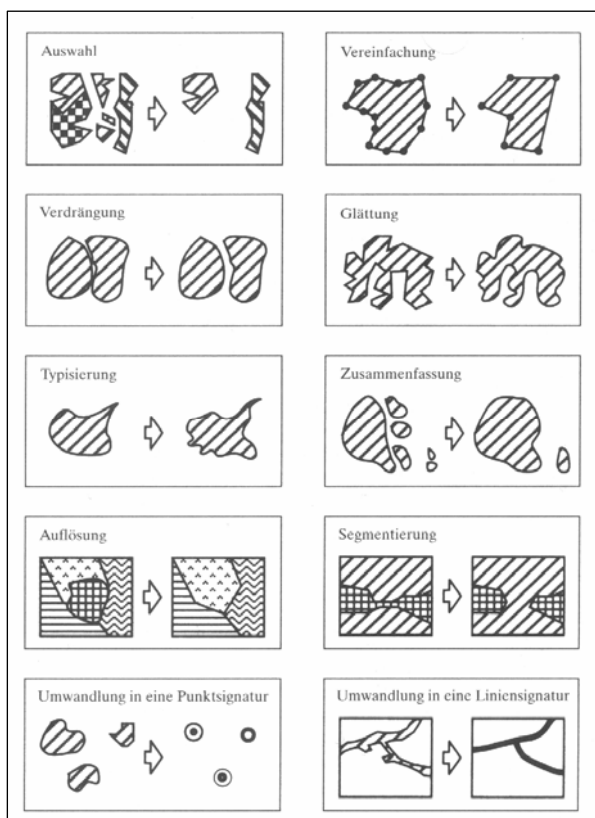 Auswahl
Vereinfachung
Verdrängung
Glättung
Typisierung
Zusammenfassung
Auflösung
Segmentierung
Umwandlung in eine Punktsignatur
Umwandlung in eine Liniensignatur